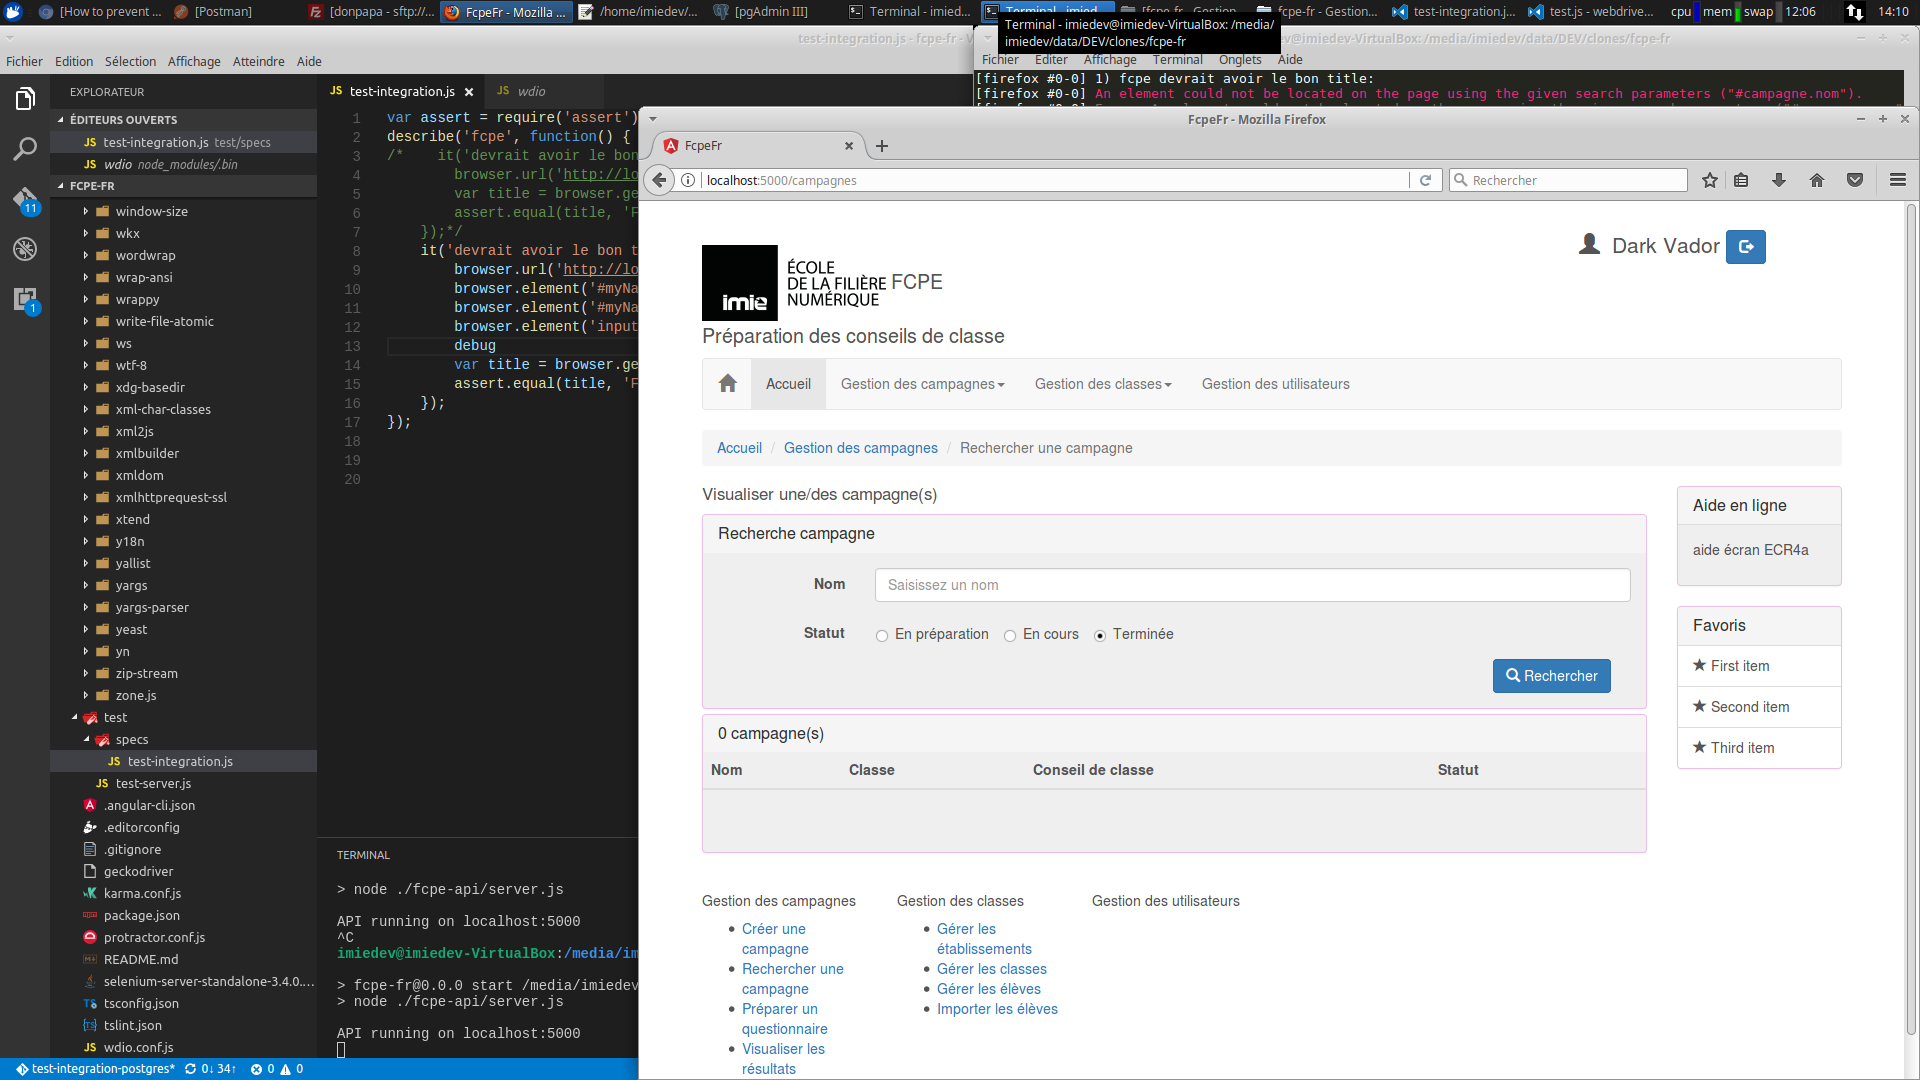 [How to prevent ...
[Postman]
[donpapa - sftp://...
FcpeFr - Mozilla ...
/home/imiedev/...
[pgAdmin III]
Terminal - imied...
Terminal - imied...
[fcpe-fr - Gestion...
fcpe-fr - Gestion...
test-integration.js...
test.js - webdrive...
cpu
mem
swap
12:06
14:10
Terminal - imiedev@imiedev-VirtualBox: /media/
imiedev/data/DEV/clones/fcpe-fr
test-integration.js - fcpe-fr - V
dev@imiedev-VirtualBox: /media/imiedev/data/DEV/clones/fcpe-fr
Fichier Edition Sélection Affichage Atteindre Aide
Fichier Éditer Affichage Terminal Onglets Aide
[firefox #0-0] 1) fcpe devrait avoir le bon title:
[firefox #0-0] An element could not be located on the page using the given search parameters ("#campagne.nom").
EXPLORATEUR
ÉDITEURS OUVERTS
JS test-integration.js test/specs
JS wdio node_modules/.bin
FCPE-FR
window-size
wkx
wordwrap
wrap-ansi
wrappy
write-file-atomic
ws
wtf-8
xdg-basedir
xml-char-classes
xml2js
xmlbuilder
xmldom
xmlhttprequest-ssl
xtend
y18n
yallist
yargs
yargs-parser
yeast
yn
zip-stream
zone.js
test
specs
JS test-integration.js
JS test-server.js
.angular-cli.json
.editorconfig
.gitignore
geckodriver
karma.conf.js
package.json
protractor.conf.js
README.md
selenium-server-standalone-3.4.0....
tsconfig.json
tslint.json
JS wdio.conf.js
11
1
test-integration-postgres* 0↓ 34↑ 0 0
JS test-integration.js
JS wdio
1 var assert = require('assert')
2 describe('fcpe', function() {
3 /* it('devrait avoir le bon
4 browser.url('http://lo
5 var title = browser.ge
6 assert.equal(title, 'F
7 });*/
8 it('devrait avoir le bon t
9 browser.url('http://lo
10 browser.element('#myNa
11 browser.element('#myNa
12 browser.element('input
13 debug
14 var title = browser.ge
15 assert.equal(title, 'F
16 });
17 });
18
19
20
TERMINAL
> node ./fcpe-api/server.js
API running on localhost:5000
^C
imiedev@imiedev-VirtualBox:/media/im
> fcpe-fr@0.0.0 start /media/imiedev
> node ./fcpe-api/server.js
API running on localhost:5000
FcpeFr - Mozilla Firefox
FcpeFr
localhost:5000/campagnes
Rechercher
Dark Vador
imie
ÉCOLE
DE LA FILIÈRE
NUMÉRIQUE
FCPE
Préparation des conseils de classe
Accueil Gestion des campagnes Gestion des classes Gestion des utilisateurs
Accueil / Gestion des campagnes / Rechercher une campagne
Visualiser une/des campagne(s)
Recherche campagne
Nom Saisissez un nom
Statut En préparation En cours Terminée
Rechercher
0 campagne(s)
Nom Classe Conseil de classe Statut
Aide en ligne
aide écran ECR4a
Favoris
First item
Second item
Third item
Gestion des campagnes
Créer une
campagne
Rechercher une
campagne
Préparer un
questionnaire
Visualiser les
résultats
Gestion des classes
Gérer les
établissements
Gérer les classes
Gérer les élèves
Importer les élèves
Gestion des utilisateurs